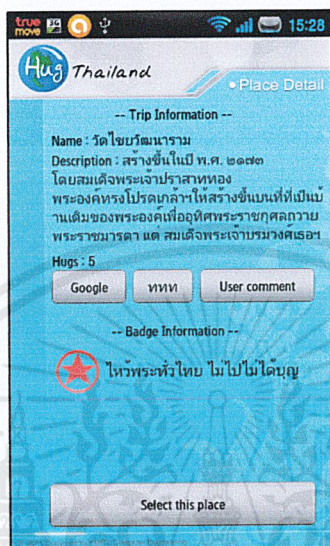 true
move 3G 15:28
Hug Thailand
• Place Detail
-- Trip Information --
Name : วัดไชยวัฒนาราม
Description : สร้างขึ้นในปี พ.ศ. ๒๑๗๓
โดยสมเด็จพระเจ้าปราสาททอง
พระองค์ทรงโปรดเกล้าฯให้สร้างขึ้นบนที่ที่เป็นบ้
านเดิมของพระองค์เพื่ออุทิศพระราชกุศลถวาย
พระราชมารดา แต่ สมเด็จพระเจ้าบรมวงศ์เธอฯ
Hugs : 5
Google ททท User comment
-- Badge Information --
ไหว้พระทั่วไทย ไม่ไปไม่ได้บุญ
Select this place